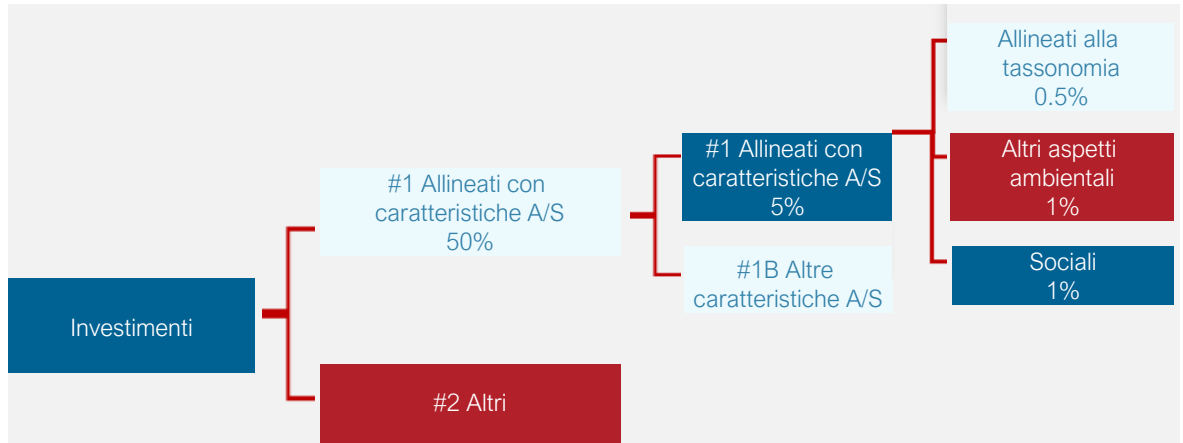 Investimenti
#1 Allineati con
caratteristiche A/S
50%
#2 Altri
#1 Allineati con
caratteristiche A/S
5%
#1B Altre
caratteristiche A/S
Allineati alla
tassonomia
0.5%
Altri aspetti
ambientali
1%
Sociali
1%